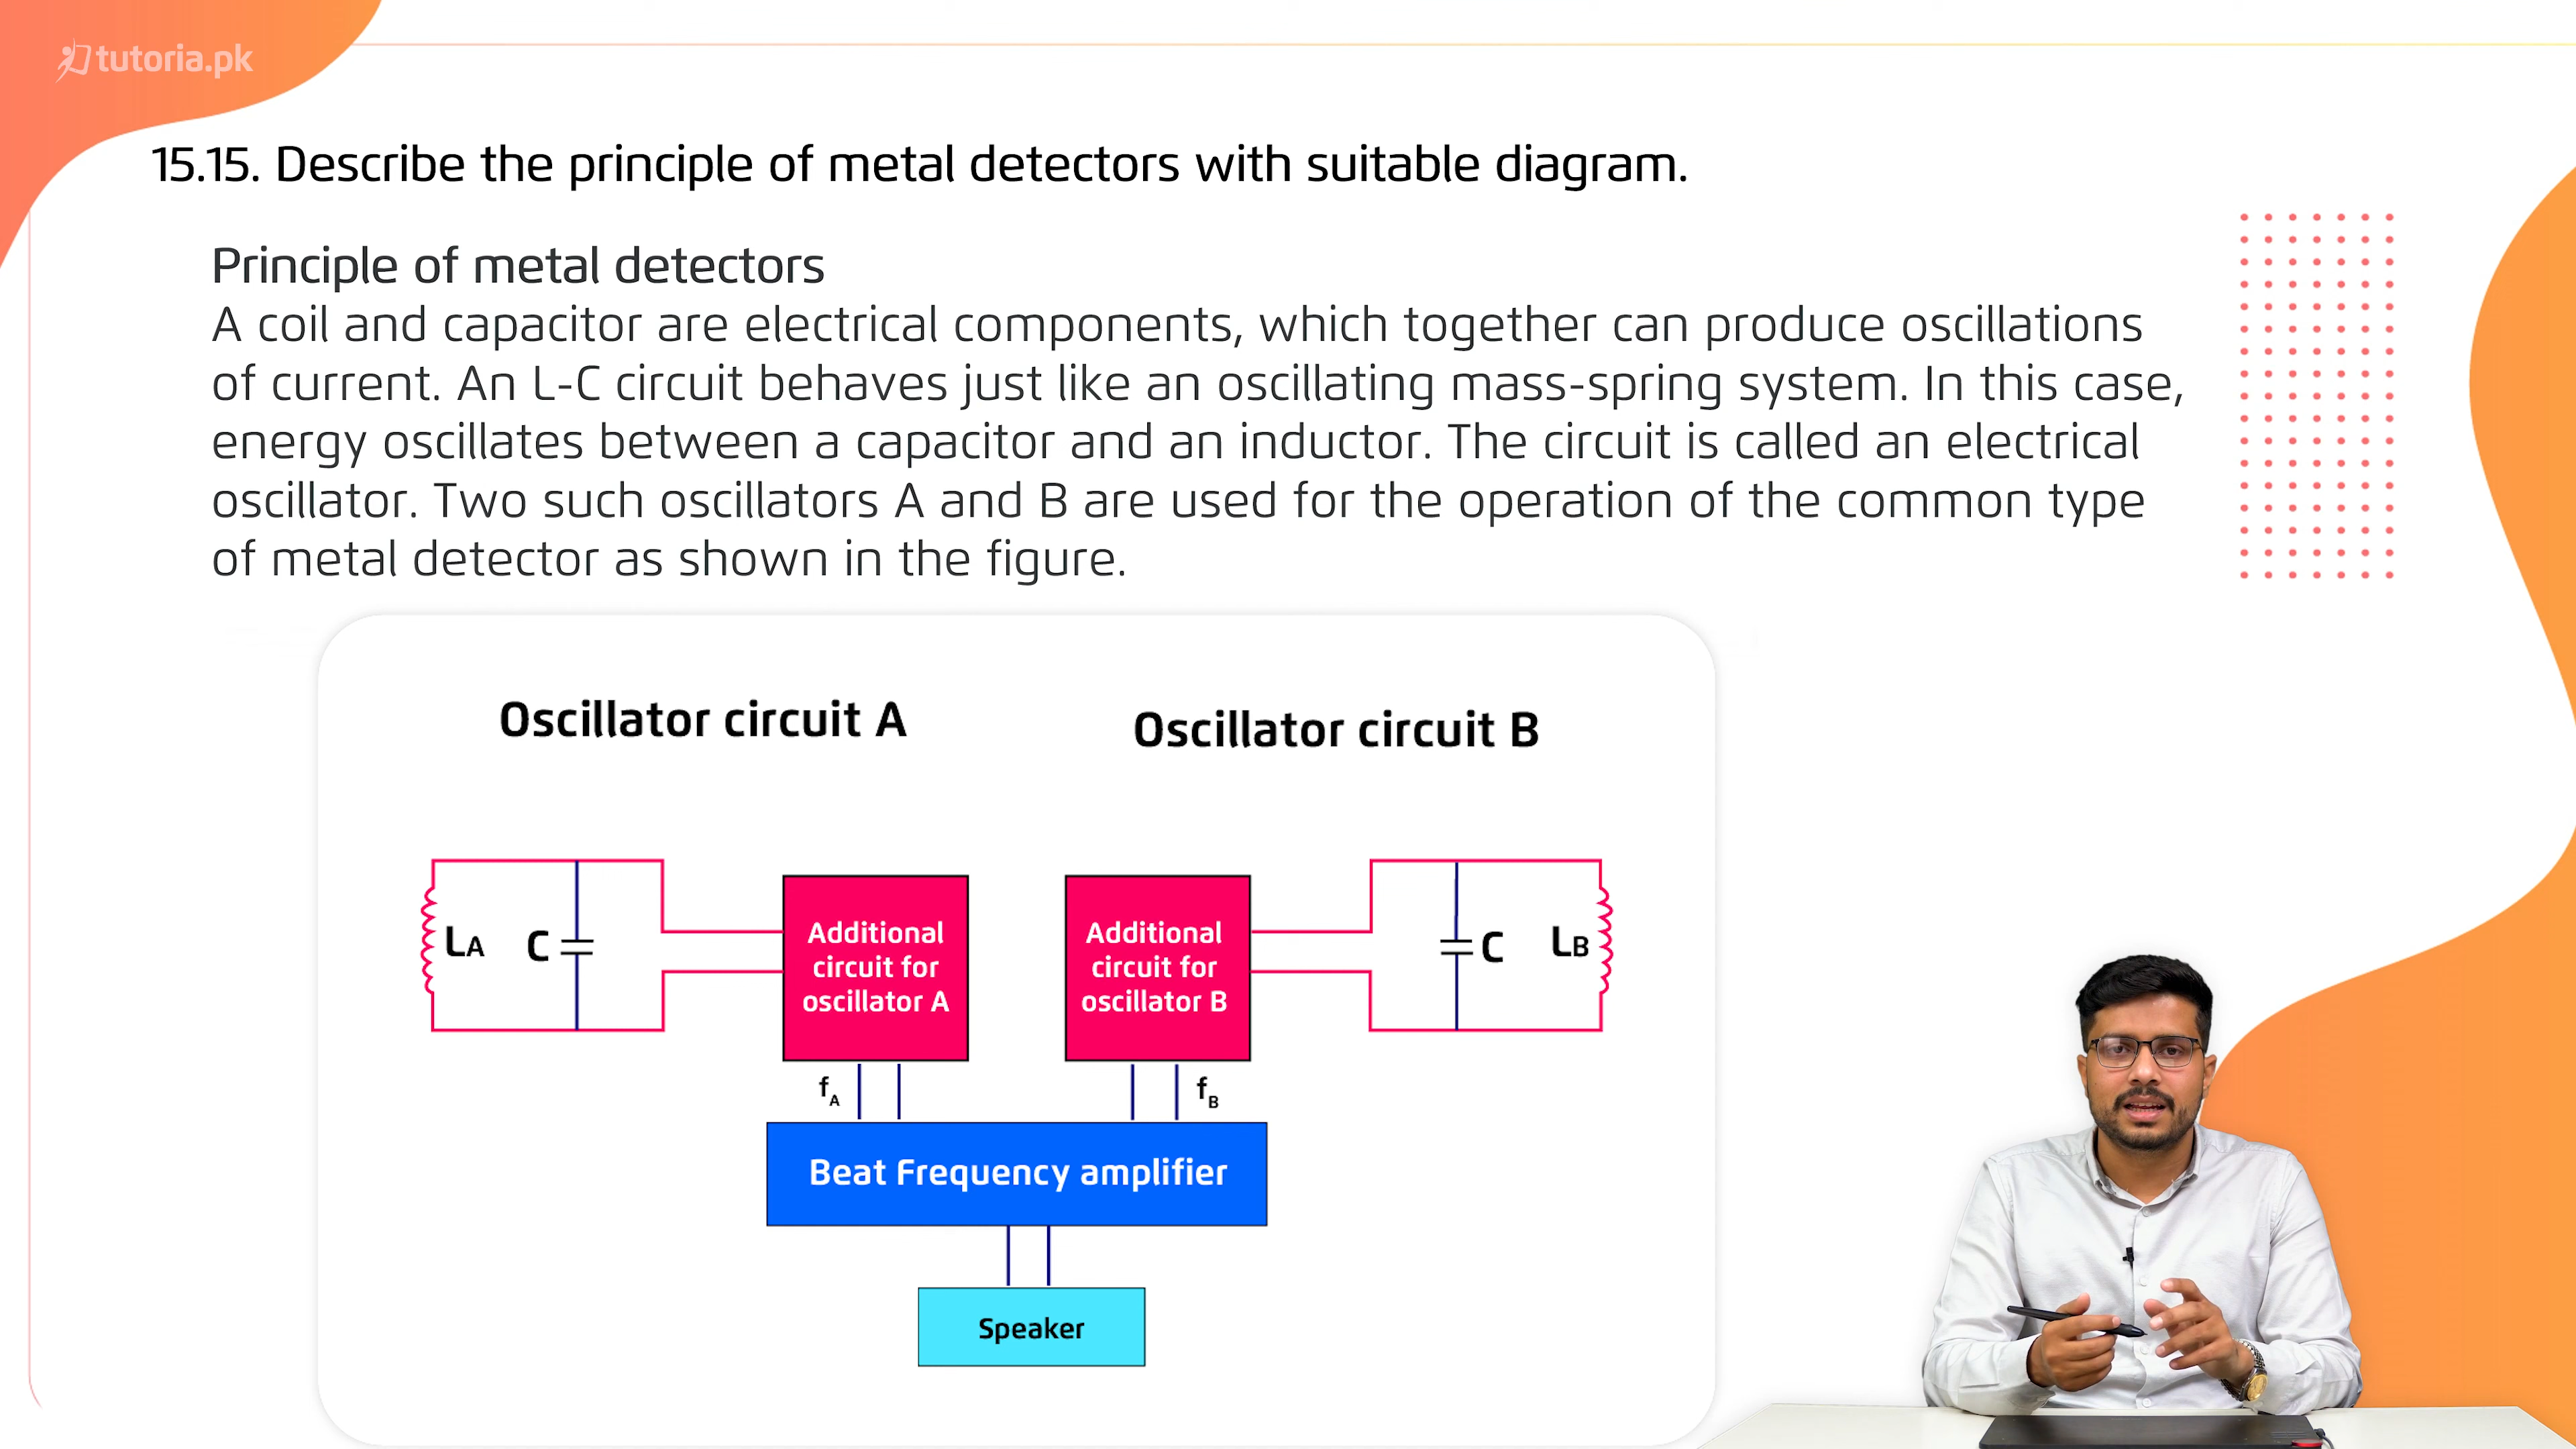 tutoria.pk
15.15. Describe the principle of metal detectors with suitable diagram.
Principle of metal detectors
A coil and capacitor are electrical components, which together can produce oscillations
of current. An L-C circuit behaves just like an oscillating mass-spring system. In this case,
energy oscillates between a capacitor and an inductor. The circuit is called an electrical
oscillator. Two such oscillators A and B are used for the operation of the common type
of metal detector as shown in the figure.
Oscillator circuit A
Oscillator circuit B
LA
C
Additional
circuit for
oscillator A
Additional
circuit for
oscillator B
C
LB
fA
fB
Beat Frequency amplifier
Speaker